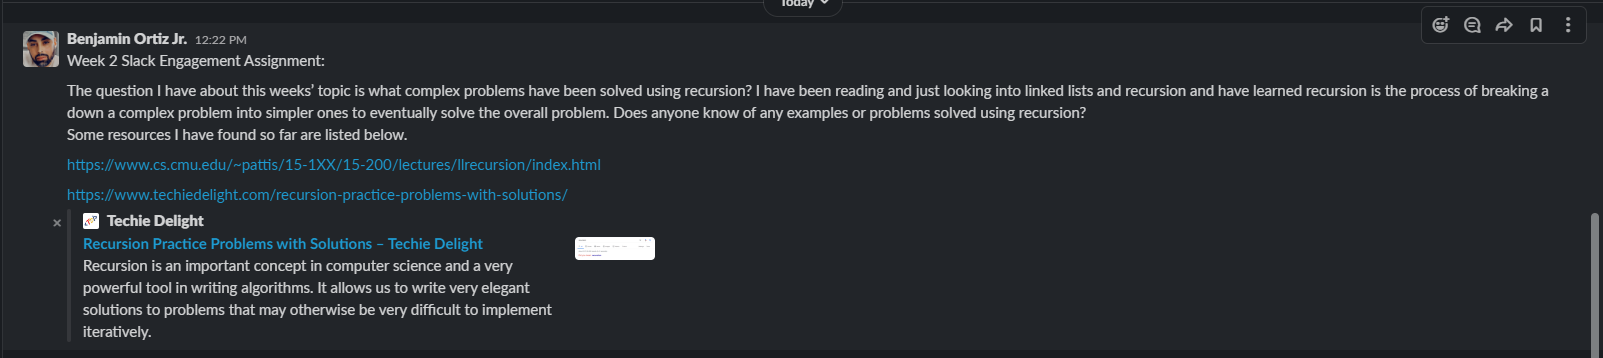 Today
Benjamin Ortiz Jr. 12:22 PM
Week 2 Slack Engagement Assignment:
The question I have about this weeks' topic is what complex problems have been solved using recursion? I have been reading and just looking into linked lists and recursion and have learned recursion is the process of breaking a
down a complex problem into simpler ones to eventually solve the overall problem. Does anyone know of any examples or problems solved using recursion?
Some resources I have found so far are listed below.
https://www.cs.cmu.edu/~pattis/15-1XX/15-200/lectures/llrecursion/index.html
https://www.techiedelight.com/recursion-practice-problems-with-solutions/
Techie Delight
Recursion Practice Problems with Solutions – Techie Delight
Recursion is an important concept in computer science and a very
powerful tool in writing algorithms. It allows us to write very elegant
solutions to problems that may otherwise be very difficult to implement
iteratively.